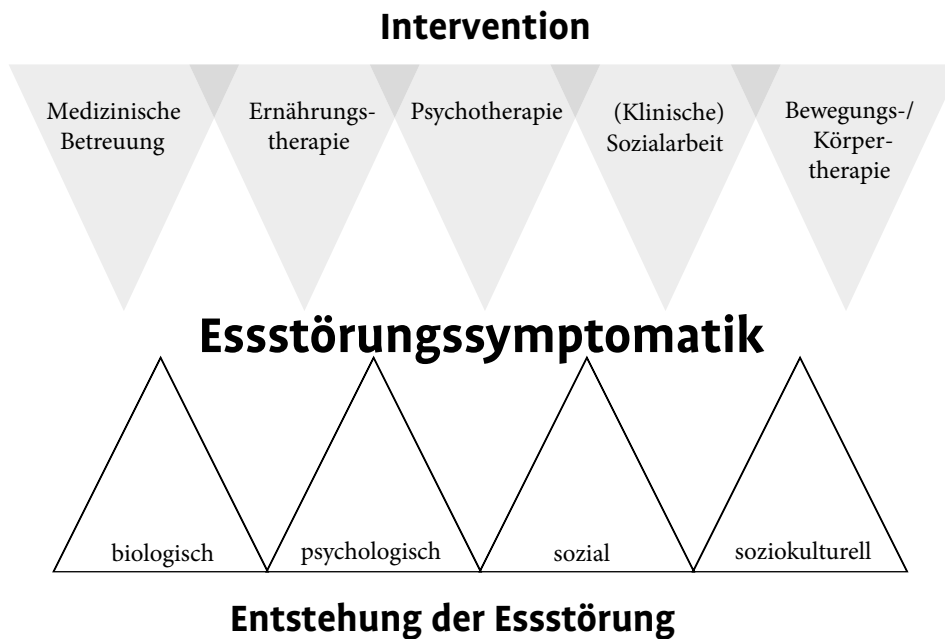 Intervention
Medizinische
Betreuung
Ernährungs-
therapie
Psychotherapie
(Klinische)
Sozialarbeit
Bewegungs-/
Körper-
therapie
Essstörungssymptomatik
biologisch
psychologisch
sozial
soziokulturell
Entstehung der Essstörung